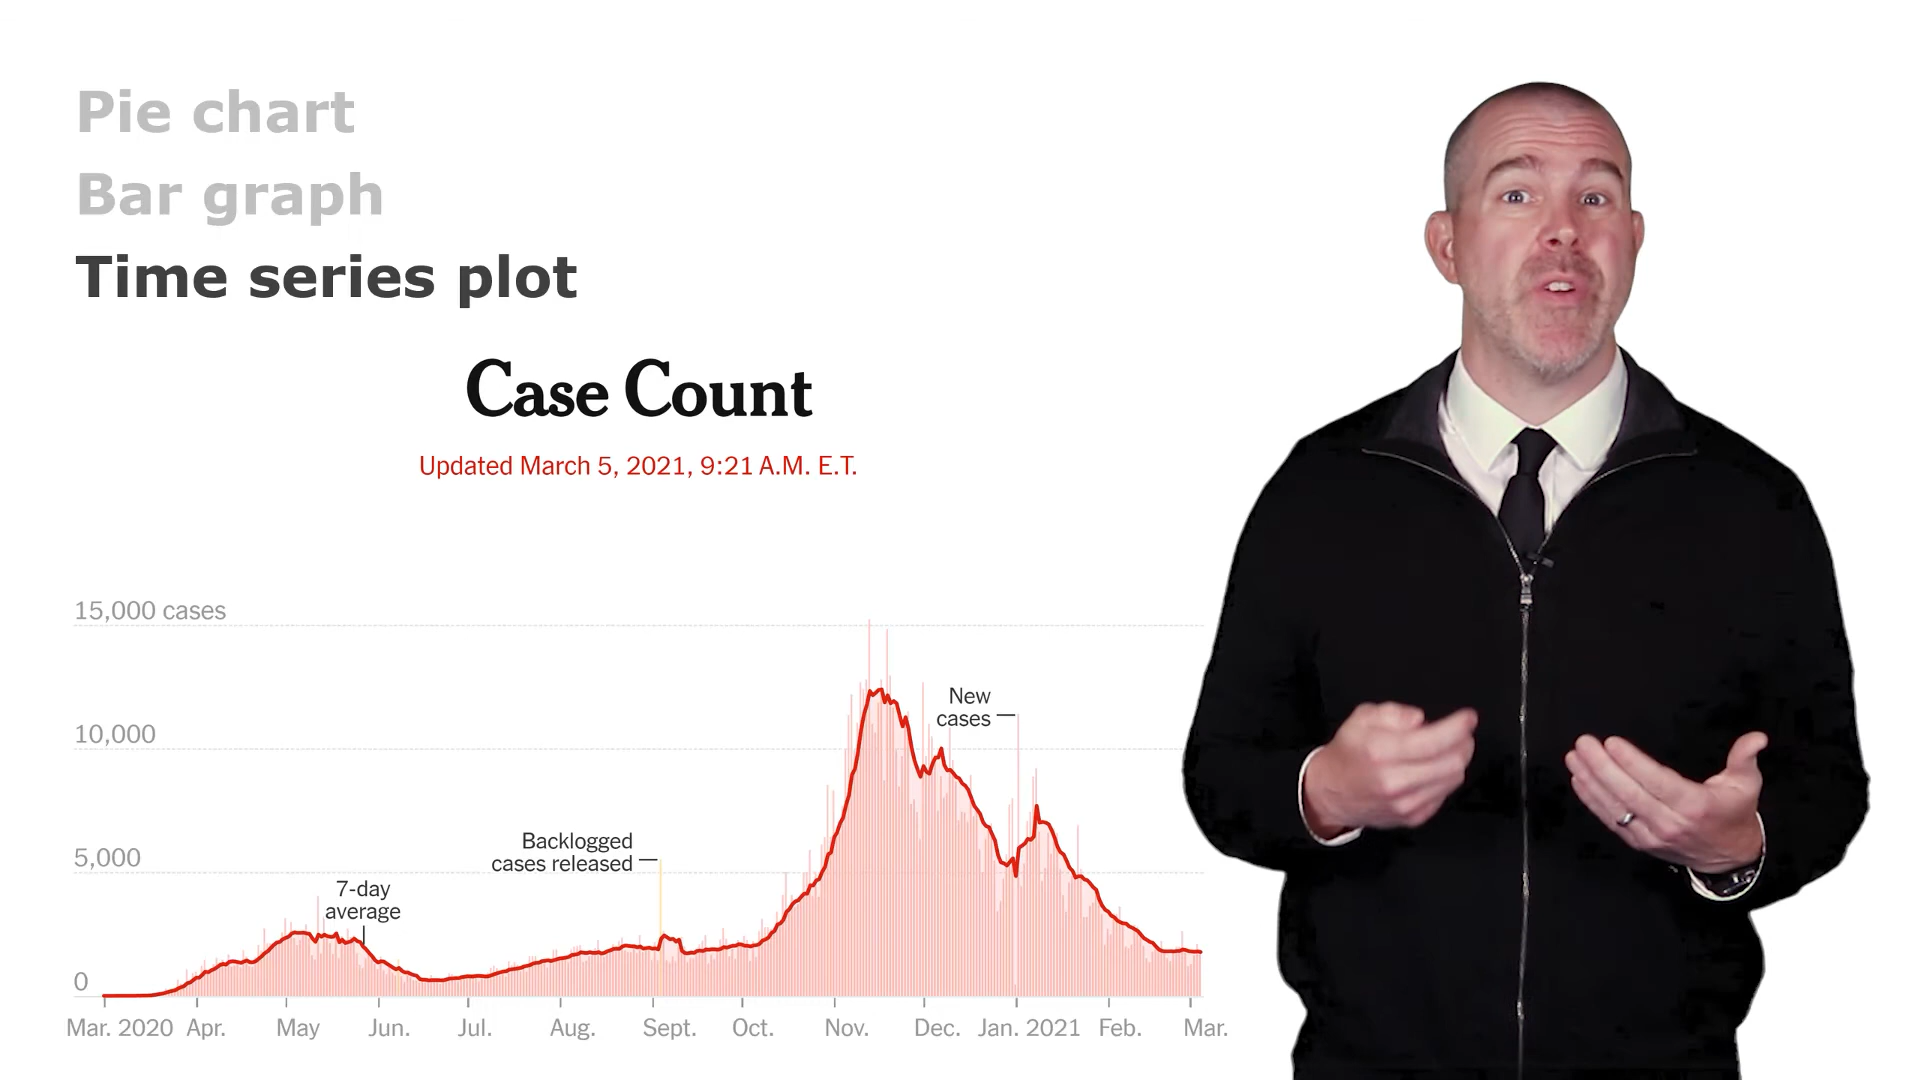 Pie chart
Bar graph
Time series plot
Case Count
Updated March 5, 2021, 9:21 A.M. E.T.
15,000 cases
10,000
5,000
0
New
cases
Backlogged
cases released
7-day
average
Mar. 2020 Apr. May Jun. Jul. Aug. Sept. Oct. Nov. Dec. Jan. 2021 Feb. Mar.